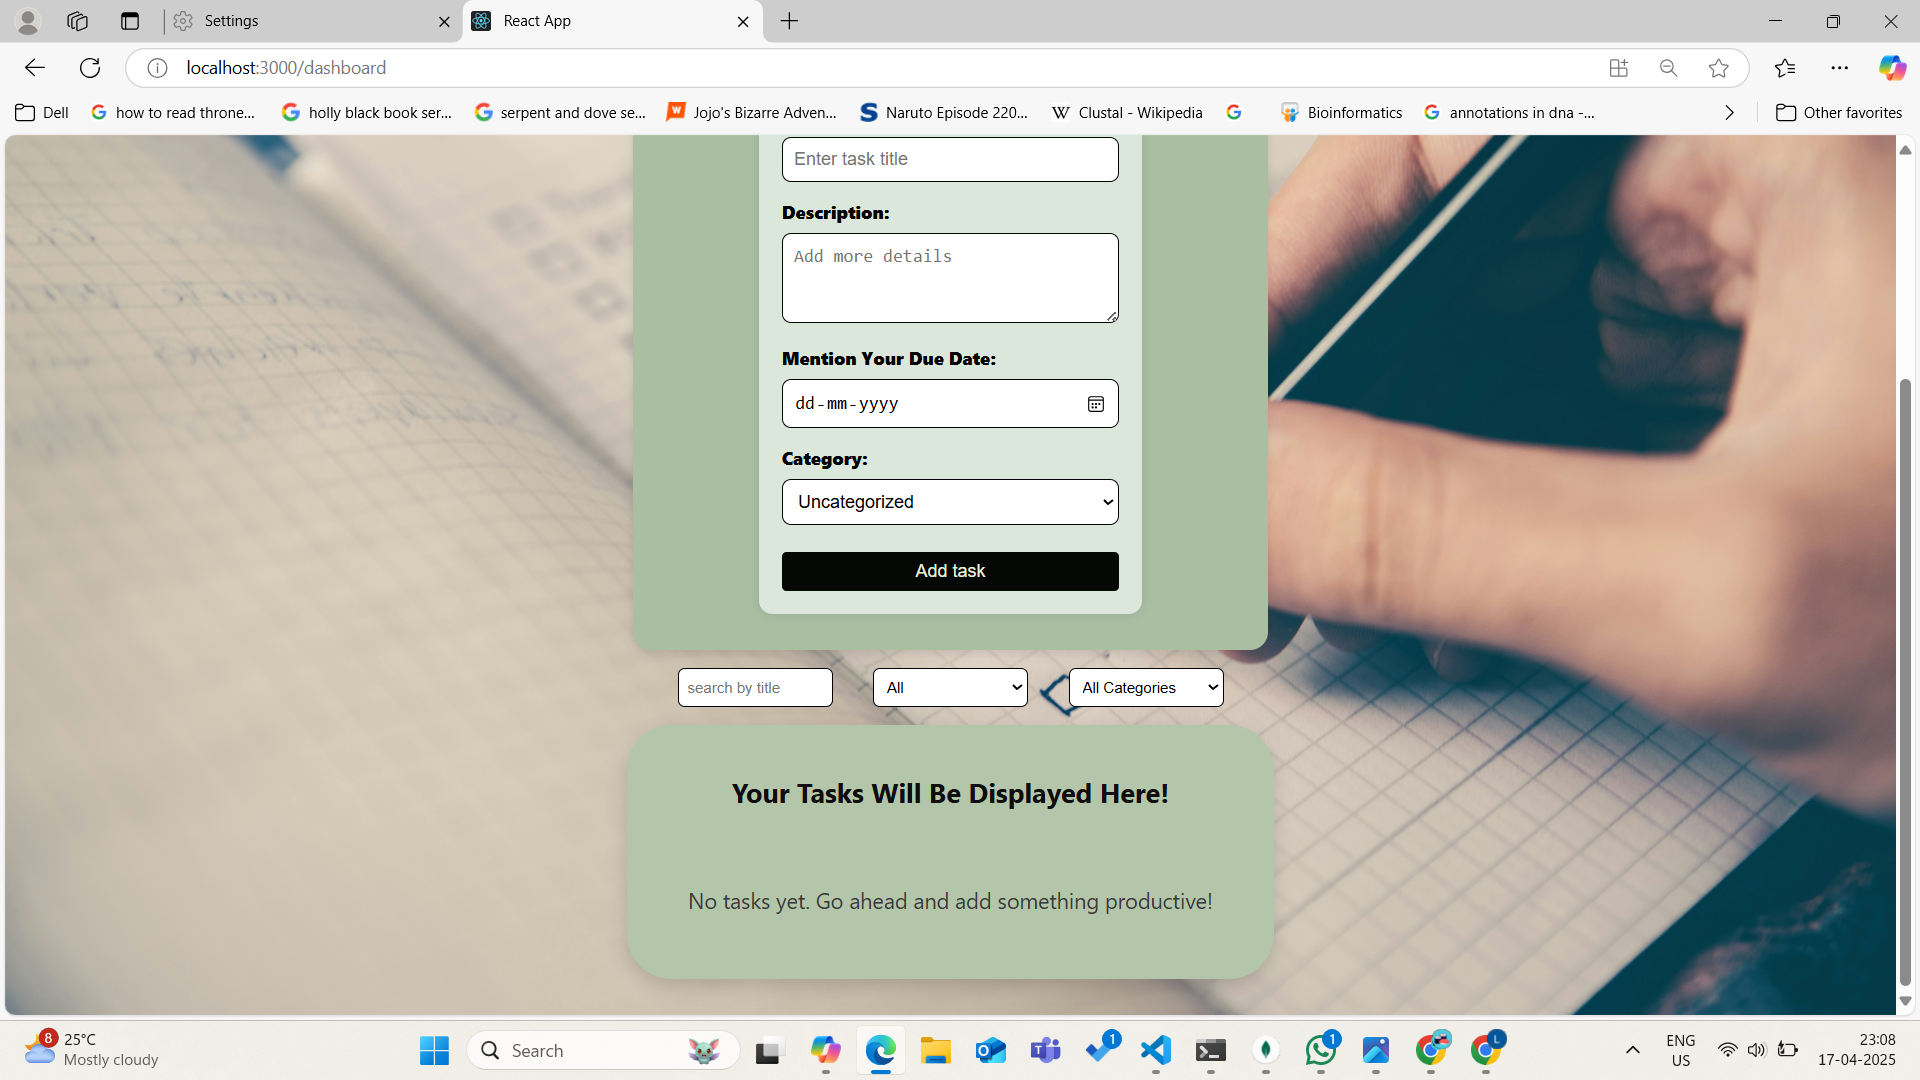 Settings
React App
localhost:3000/dashboard
Dell
how to read throne...
holly black book ser...
serpent and dove se...
Jojo's Bizarre Adven...
Naruto Episode 220...
Clustal - Wikipedia
Bioinformatics
annotations in dna -...
Other favorites
Enter task title
Description:
Add more details
Mention Your Due Date:
dd-mm-yyyy
Category:
Uncategorized
Add task
search by title
All
All Categories
Your Tasks Will Be Displayed Here!
No tasks yet. Go ahead and add something productive!
8
25°C
Mostly cloudy
Search
1
1
L
ENG
US
23:08
17-04-2025